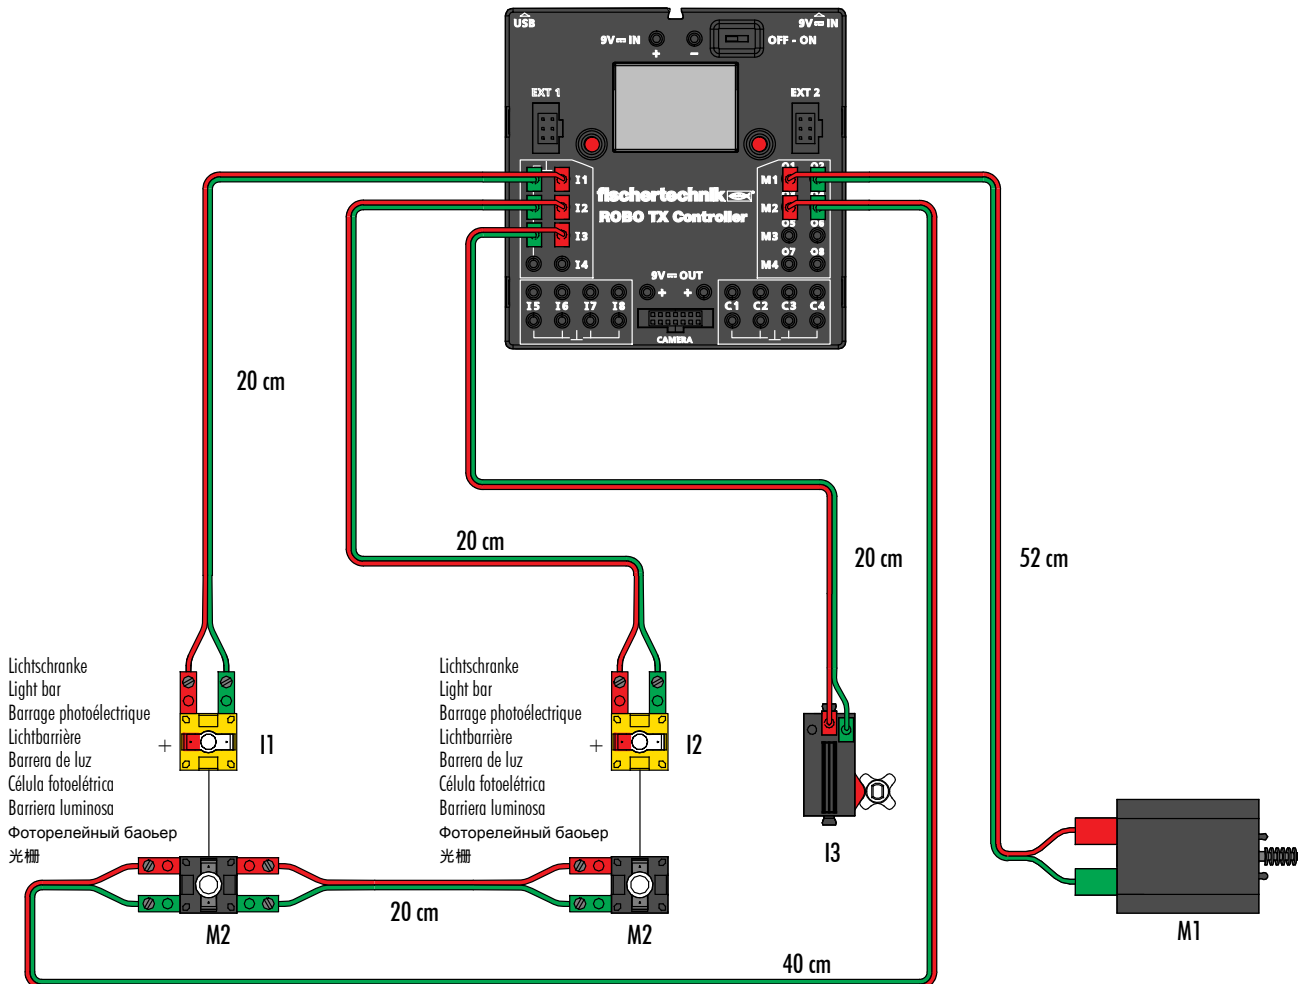 USB
9V⎓IN
9V⎓IN
+
−
OFF - ON
EXT 1
EXT 2
O1 O2
I1
M1
fischertechnik
I2
ROBO TX Controller
M2
I3
O5 O6
M3
O7 O8
I4
M4
9V⎓OUT
+ +
I5 I6 I7 I8
C1 C2 C3 C4
CAMERA
20 cm
20 cm
20 cm
52 cm
Lichtschranke
Light bar
Barrage photoélectrique
Lichtbarrière
Barrera de luz
Célula fotoelétrica
Barriera luminosa
Фоторелейный баоьер
光栅
+
I1
Lichtschranke
Light bar
Barrage photoélectrique
Lichtbarrière
Barrera de luz
Célula fotoelétrica
Barriera luminosa
Фоторелейный баоьер
光栅
+
I2
I3
M2
20 cm
M2
M1
40 cm